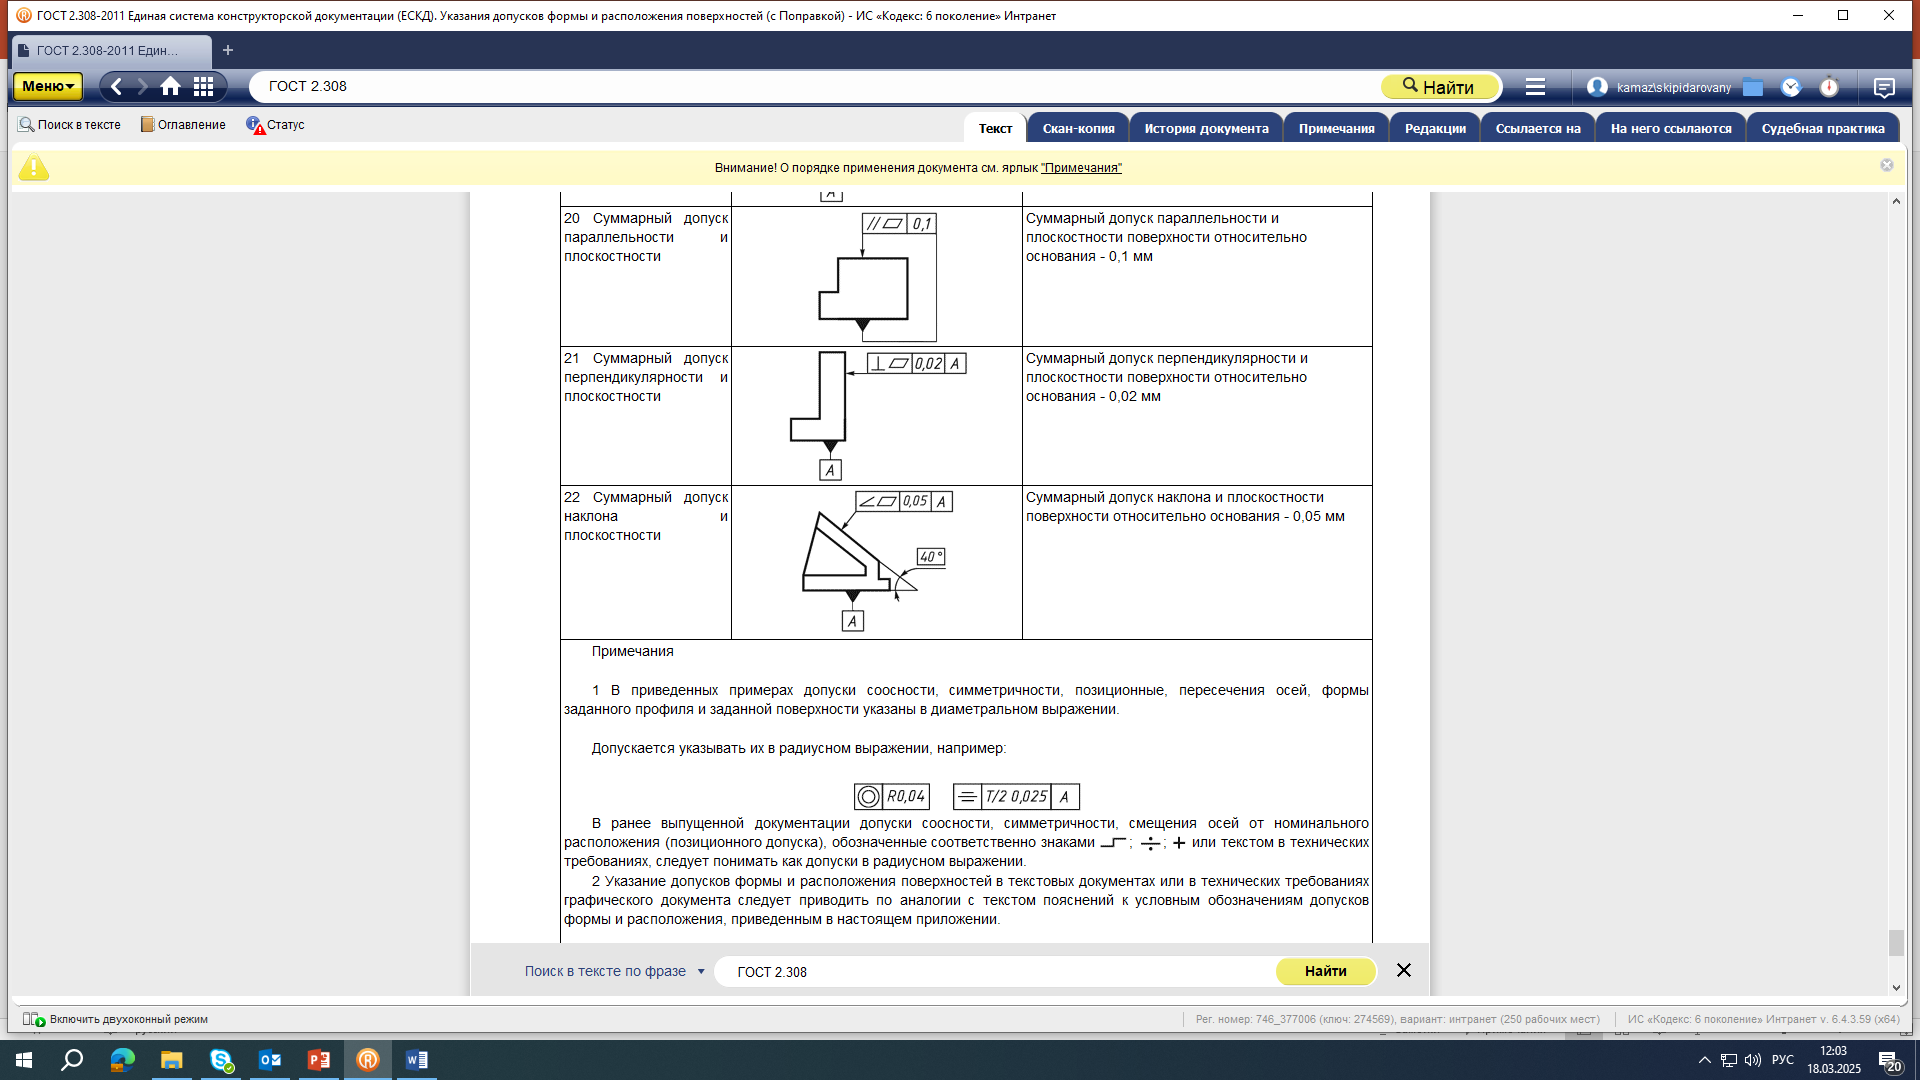 ГОСТ 2.308-2011 Единая система конструкторской документации (ЕСКД). Указания допусков формы и расположения поверхностей (с Поправкой) - ИС «Кодекс: 6 поколение» Интранет
ГОСТ 2.308-2011 Един...
Меню
ГОСТ 2.308
Найти
kamaz\skipidarovany
Поиск в тексте
Оглавление
Статус
Текст
Скан-копия
История документа
Примечания
Редакции
Ссылается на
На него ссылаются
Судебная практика
Внимание! О порядке применения документа см. ярлык "Примечания"
A
20 Суммарный допуск
параллельности и
плоскостности
// 0,1
Суммарный допуск параллельности и
плоскостности поверхности относительно
основания - 0,1 мм
21 Суммарный допуск
перпендикулярности и
плоскостности
0,02 A
A
Суммарный допуск перпендикулярности и
плоскостности поверхности относительно
основания - 0,02 мм
22 Суммарный допуск
наклона и
плоскостности
0,05 A
40°
A
Суммарный допуск наклона и плоскостности
поверхности относительно основания - 0,05 мм
Примечания
1 В приведенных примерах допуски соосности, симметричности, позиционные, пересечения осей, формы
заданного профиля и заданной поверхности указаны в диаметральном выражении.
Допускается указывать их в радиусном выражении, например:
R0,04
T/2 0,025 A
В ранее выпущенной документации допуски соосности, симметричности, смещения осей от номинального
расположения (позиционного допуска), обозначенные соответственно знаками ; ÷ ; + или текстом в технических
требованиях, следует понимать как допуски в радиусном выражении.
2 Указание допусков формы и расположения поверхностей в текстовых документах или в технических требованиях
графического документа следует приводить по аналогии с текстом пояснений к условным обозначениям допусков
формы и расположения, приведенным в настоящем приложении.
Поиск в тексте по фразе
ГОСТ 2.308
Найти
Включить двухоконный режим
Рег. номер: 746_377006 (ключ: 274569), вариант: интранет (250 рабочих мест)
ИС «Кодекс: 6 поколение» Интранет v. 6.4.3.59 (x64)
РУС
12:03
18.03.2025
20